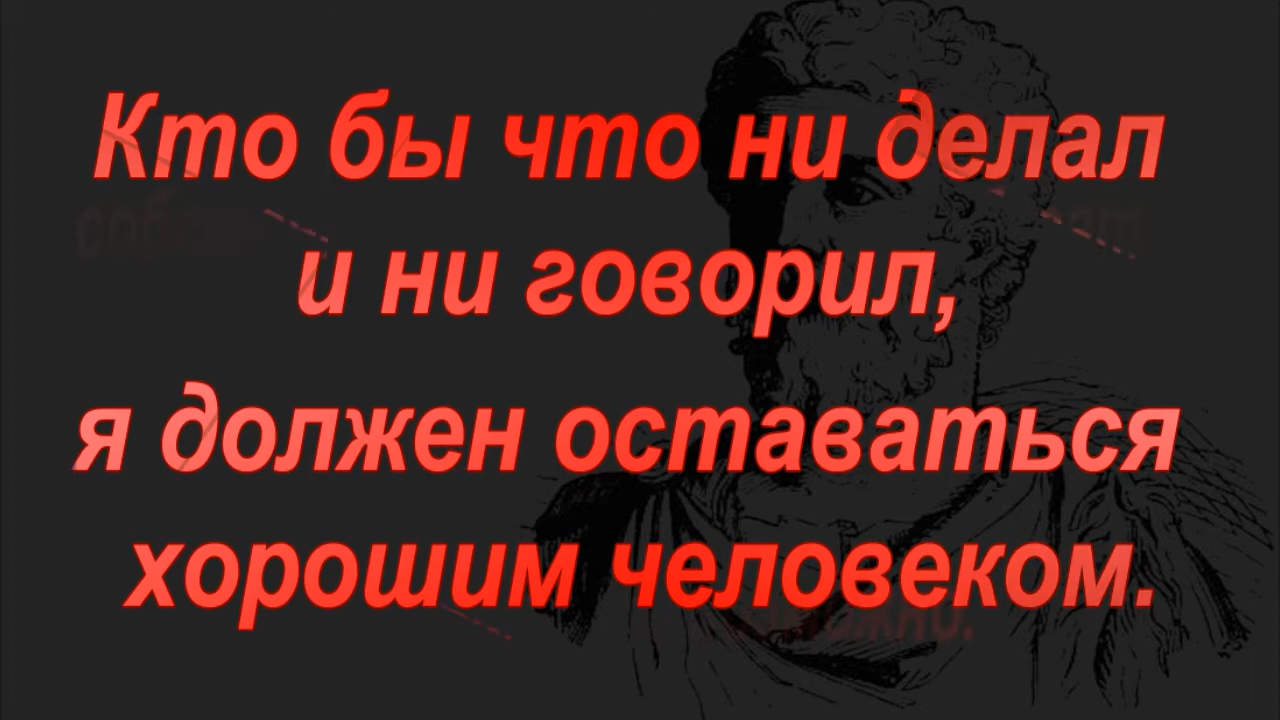 Кто бы что ни делал
и ни говорил,
я должен оставаться
хорошим человеком.